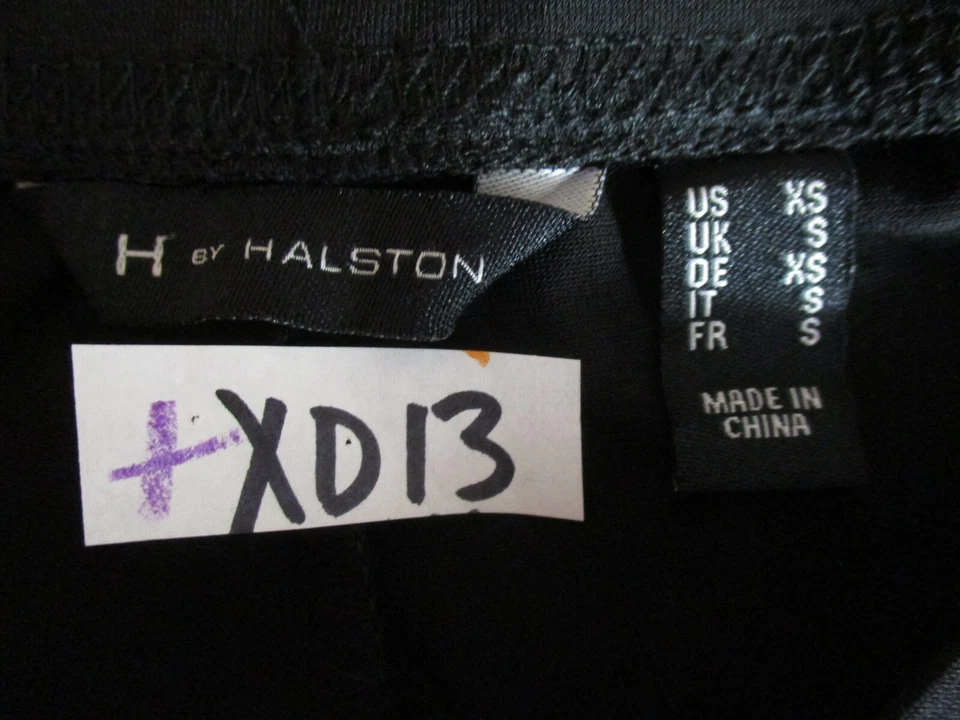 H BY HALSTON
US XS
UK S
DE XS
IT S
FR S
MADE IN
CHINA
+XD13